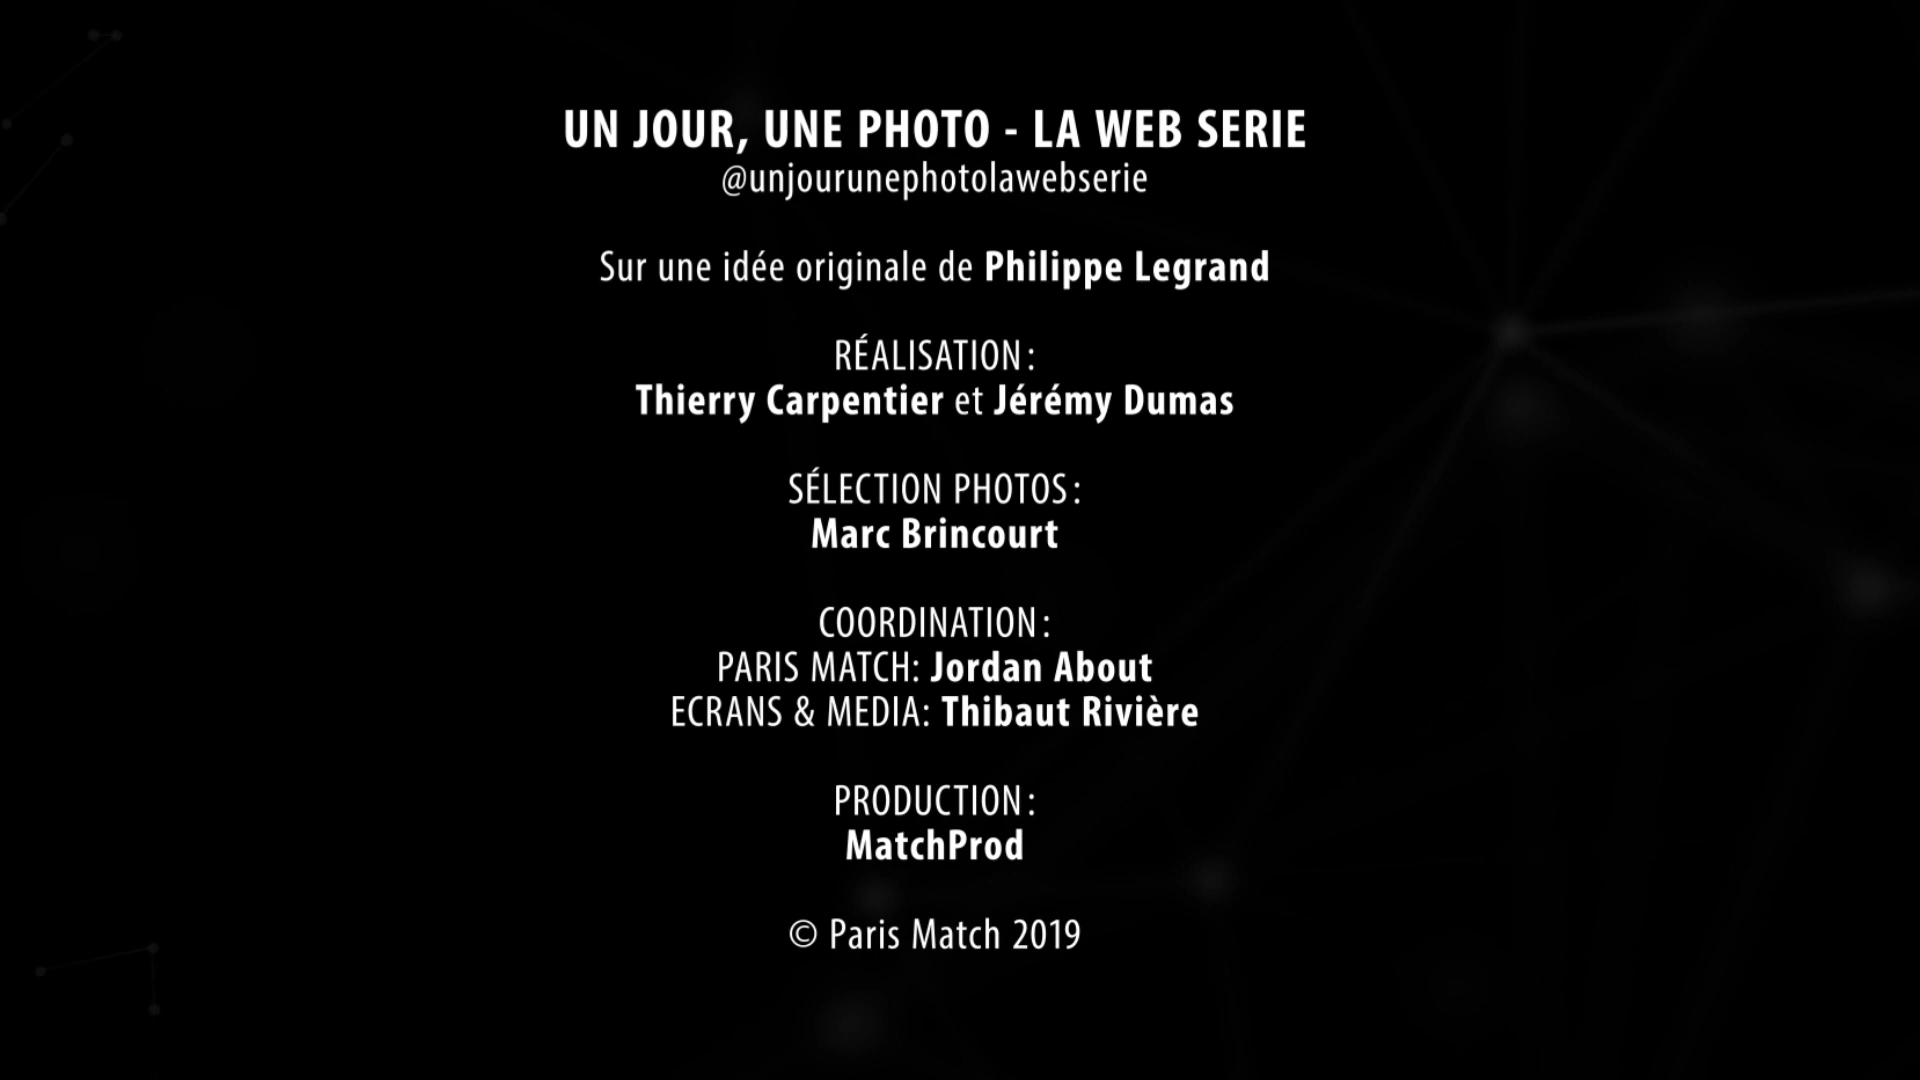 UN JOUR, UNE PHOTO - LA WEB SERIE
@unjourunephotolawebserie
Sur une idée originale de Philippe Legrand
RÉALISATION :
Thierry Carpentier et Jérémy Dumas
SÉLECTION PHOTOS :
Marc Brincourt
COORDINATION :
PARIS MATCH: Jordan About
ECRANS & MEDIA: Thibaut Rivière
PRODUCTION :
MatchProd
© Paris Match 2019